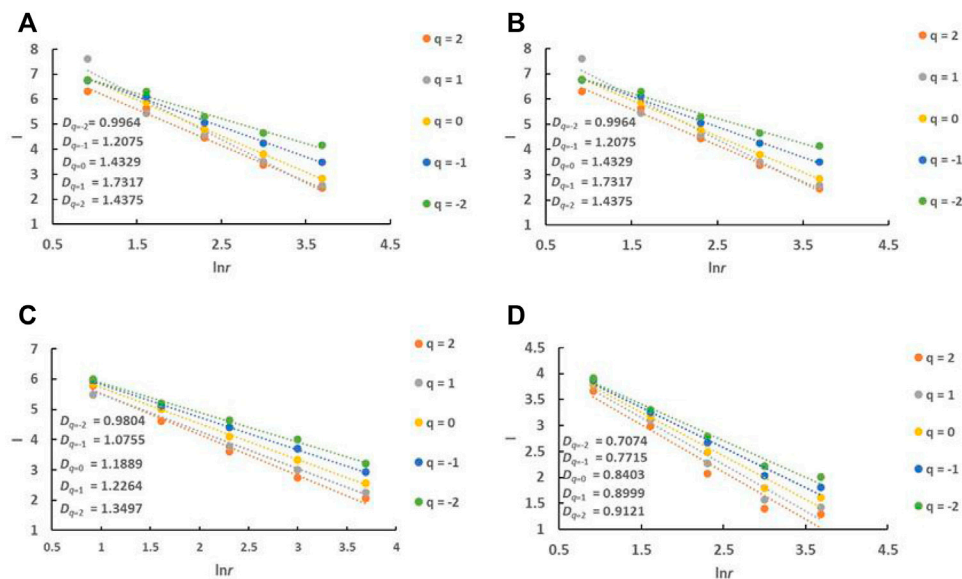 A
8
7
6
5
4
3
2
1
I
D_q=-2 = 0.9964
D_q=-1 = 1.2075
D_q=0 = 1.4329
D_q=1 = 1.7317
D_q=2 = 1.4375
0.5 1.5 2.5 3.5 4.5
lnr
q = 2
q = 1
q = 0
q = -1
q = -2
B
8
7
6
5
4
3
2
1
I
D_q=-2 = 0.9964
D_q=-1 = 1.2075
D_q=0 = 1.4329
D_q=1 = 1.7317
D_q=2 = 1.4375
0.5 1.5 2.5 3.5 4.5
lnr
q = 2
q = 1
q = 0
q = -1
q = -2
C
7
6
5
4
3
2
1
I
D_q=-2 = 0.9804
D_q=-1 = 1.0755
D_q=0 = 1.1889
D_q=1 = 1.2264
D_q=2 = 1.3497
0.5 1 1.5 2 2.5 3 3.5 4
lnr
q = 2
q = 1
q = 0
q = -1
q = -2
D
4.5
4
3.5
3
2.5
2
1.5
1
I
D_q=-2 = 0.7074
D_q=-1 = 0.7715
D_q=0 = 0.8403
D_q=1 = 0.8999
D_q=2 = 0.9121
0.5 1.5 2.5 3.5 4.5
lnr
q = 2
q = 1
q = 0
q = -1
q = -2